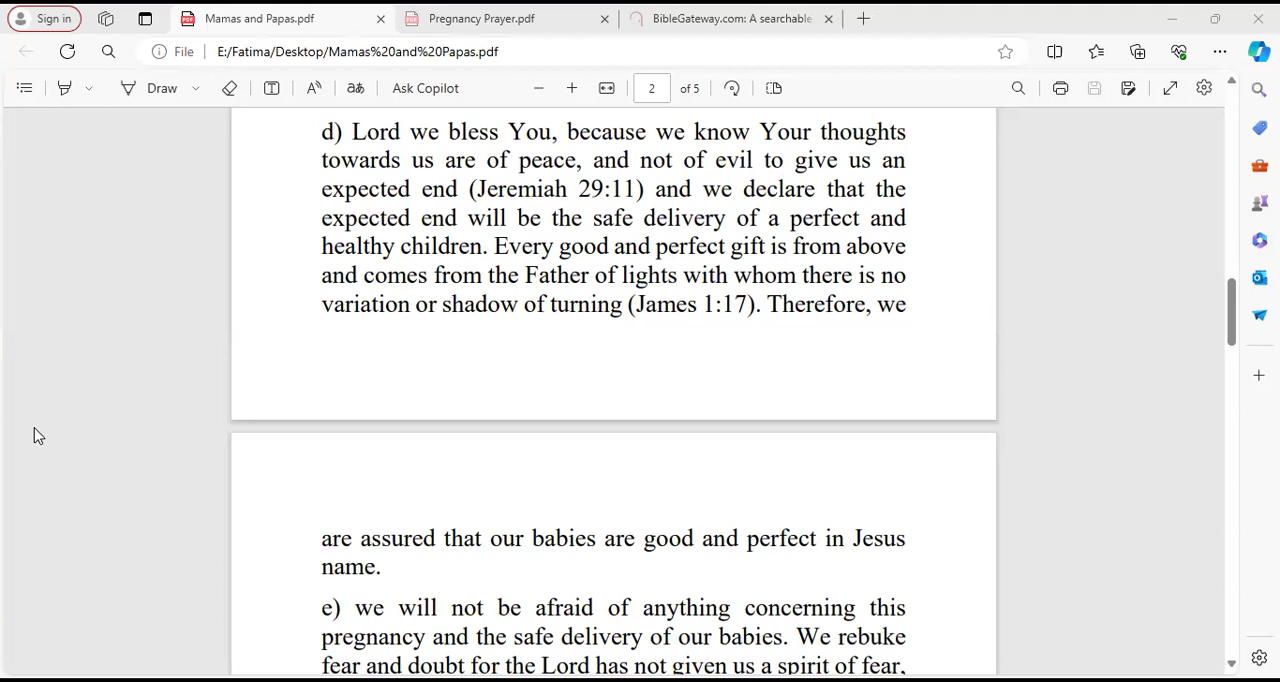 Sign in
Mamas and Papas.pdf
Pregnancy Prayer.pdf
BibleGateway.com: A searchable
File
E:/Fatima/Desktop/Mamas%20and%20Papas.pdf
Draw
aあ
Ask Copilot
2
of 5
d) Lord we bless You, because we know Your thoughts
towards us are of peace, and not of evil to give us an
expected end (Jeremiah 29:11) and we declare that the
expected end will be the safe delivery of a perfect and
healthy children. Every good and perfect gift is from above
and comes from the Father of lights with whom there is no
variation or shadow of turning (James 1:17). Therefore, we
are assured that our babies are good and perfect in Jesus
name.
e) we will not be afraid of anything concerning this
pregnancy and the safe delivery of our babies. We rebuke
fear and doubt for the Lord has not given us a spirit of fear,